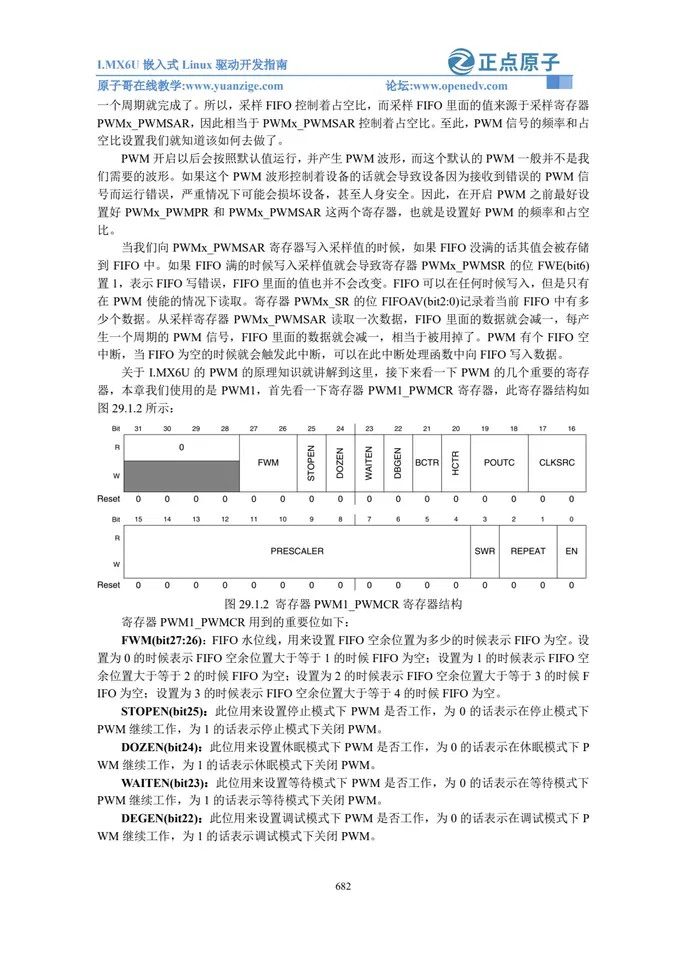 I.MX6U 嵌入式 Linux 驱动开发指南
正点原子
原子哥在线教学:www.yuanzige.com 论坛:www.openedv.com
一个周期就完成了。所以，采样 FIFO 控制着占空比，而采样 FIFO 里面的值来源于采样寄存器
PWMx_PWMSAR，因此相当于 PWMx_PWMSAR 控制着占空比。至此，PWM 信号的频率和占
空比设置我们就知道该如何去做了。
PWM 开启以后会按照默认值运行，并产生 PWM 波形，而这个默认的 PWM 一般并不是我
们需要的波形。如果这个 PWM 波形控制着设备的话就会导致设备因为接收到错误的 PWM 信
号而运行错误，严重情况下可能会损坏设备，甚至人身安全。因此，在开启 PWM 之前最好设
置好 PWMx_PWMPR 和 PWMx_PWMSAR 这两个寄存器，也就是设置好 PWM 的频率和占空
比。
当我们向 PWMx_PWMSAR 寄存器写入采样值的时候，如果 FIFO 没满的话其值会被存储
到 FIFO 中。如果 FIFO 满的时候写入采样值就会导致寄存器 PWMx_PWMSR 的位 FWE(bit6)
置 1，表示 FIFO 写错误，FIFO 里面的值也并不会改变。FIFO 可以在任何时候写入，但是只有
在 PWM 使能的情况下读取。寄存器 PWMx_SR 的位 FIFOAV(bit2:0)记录着当前 FIFO 中有多
少个数据。从采样寄存器 PWMx_PWMSAR 读取一次数据，FIFO 里面的数据就会减一，每产
生一个周期的 PWM 信号，FIFO 里面的数据就会减一，相当于被用掉了。PWM 有个 FIFO 空
中断，当 FIFO 为空的时候就会触发此中断，可以在此中断处理函数中向 FIFO 写入数据。
关于 I.MX6U 的 PWM 的原理知识就讲解到这里，接下来看一下 PWM 的几个重要的寄存
器，本章我们使用的是 PWM1，首先看一下寄存器 PWM1_PWMCR 寄存器，此寄存器结构如
图 29.1.2 所示：
Bit 31 30 29 28 27 26 25 24 23 22 21 20 19 18 17 16
R 0 FWM STOPEN DOZEN WAITEN DBGEN BCTR HCTR POUTC CLKSRC
W
Reset 0 0 0 0 0 0 0 0 0 0 0 0 0 0 0 0
Bit 15 14 13 12 11 10 9 8 7 6 5 4 3 2 1 0
R PRESCALER SWR REPEAT EN
W
Reset 0 0 0 0 0 0 0 0 0 0 0 0 0 0 0 0
图 29.1.2 寄存器 PWM1_PWMCR 寄存器结构
寄存器 PWM1_PWMCR 用到的重要位如下：
FWM(bit27:26)：FIFO 水位线，用来设置 FIFO 空余位置为多少的时候表示 FIFO 为空。设
置为 0 的时候表示 FIFO 空余位置大于等于 1 的时候 FIFO 为空；设置为 1 的时候表示 FIFO 空
余位置大于等于 2 的时候 FIFO 为空；设置为 2 的时候表示 FIFO 空余位置大于等于 3 的时候 F
IFO 为空；设置为 3 的时候表示 FIFO 空余位置大于等于 4 的时候 FIFO 为空。
STOPEN(bit25)：此位用来设置停止模式下 PWM 是否工作，为 0 的话表示在停止模式下
PWM 继续工作，为 1 的话表示停止模式下关闭 PWM。
DOZEN(bit24)：此位用来设置休眠模式下 PWM 是否工作，为 0 的话表示在休眠模式下 P
WM 继续工作，为 1 的话表示休眠模式下关闭 PWM。
WAITEN(bit23)：此位用来设置等待模式下 PWM 是否工作，为 0 的话表示在等待模式下
PWM 继续工作，为 1 的话表示等待模式下关闭 PWM。
DEGEN(bit22)：此位用来设置调试模式下 PWM 是否工作，为 0 的话表示在调试模式下 P
WM 继续工作，为 1 的话表示调试模式下关闭 PWM。
682